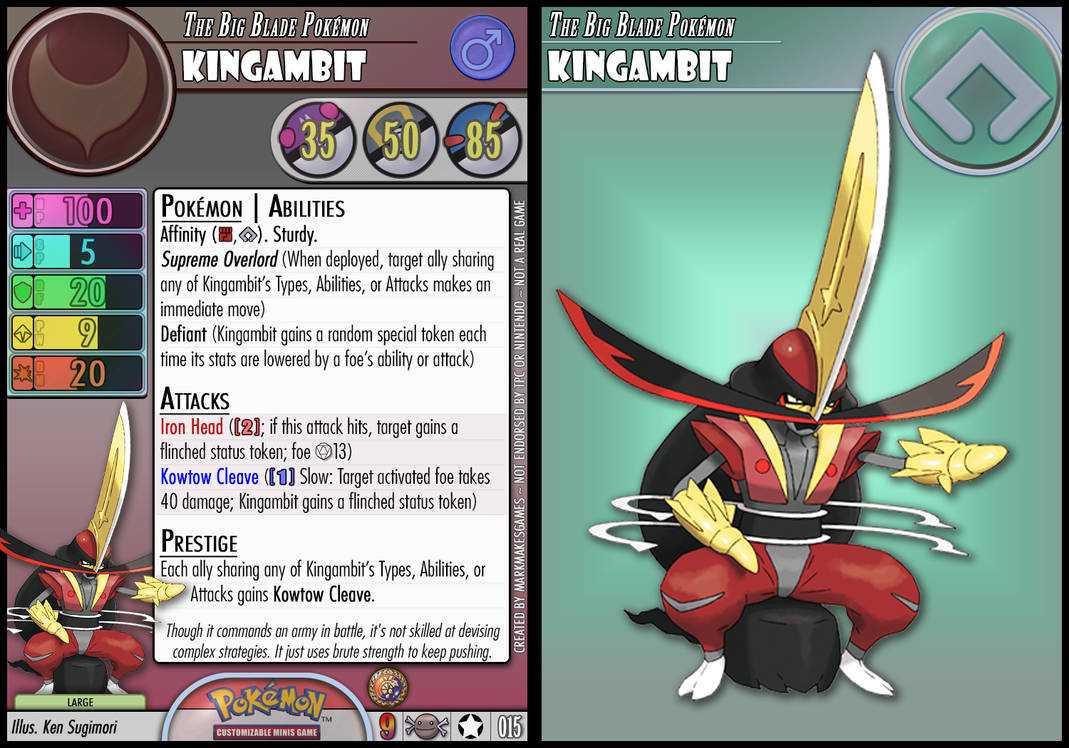 The Big Blade Pokémon
KINGAMBIT
35 50 85
HP 100
SP 5
DF 20
PW 9
DM 20
Pokémon | Abilities
Affinity (,). Sturdy.
Supreme Overlord (When deployed, target ally sharing
any of Kingambit's Types, Abilities, or Attacks makes an
immediate move)
Defiant (Kingambit gains a random special token each
time its stats are lowered by a foe's ability or attack)
Attacks
Iron Head ([2]; if this attack hits, target gains a
flinched status token; foe 13)
Kowtow Cleave ([1] Slow: Target activated foe takes
40 damage; Kingambit gains a flinched status token)
Prestige
Each ally sharing any of Kingambit's Types, Abilities, or
Attacks gains Kowtow Cleave.
Though it commands an army in battle, it's not skilled at devising
complex strategies. It just uses brute strength to keep pushing.
CREATED BY MARKMAKESGAMES ~ NOT ENDORSED BY TPC OR NINTENDO ~ NOT A REAL GAME
LARGE
Illus. Ken Sugimori
POKéMON TM
CUSTOMIZABLE MINIS GAME
9
015
The Big Blade Pokémon
KINGAMBIT